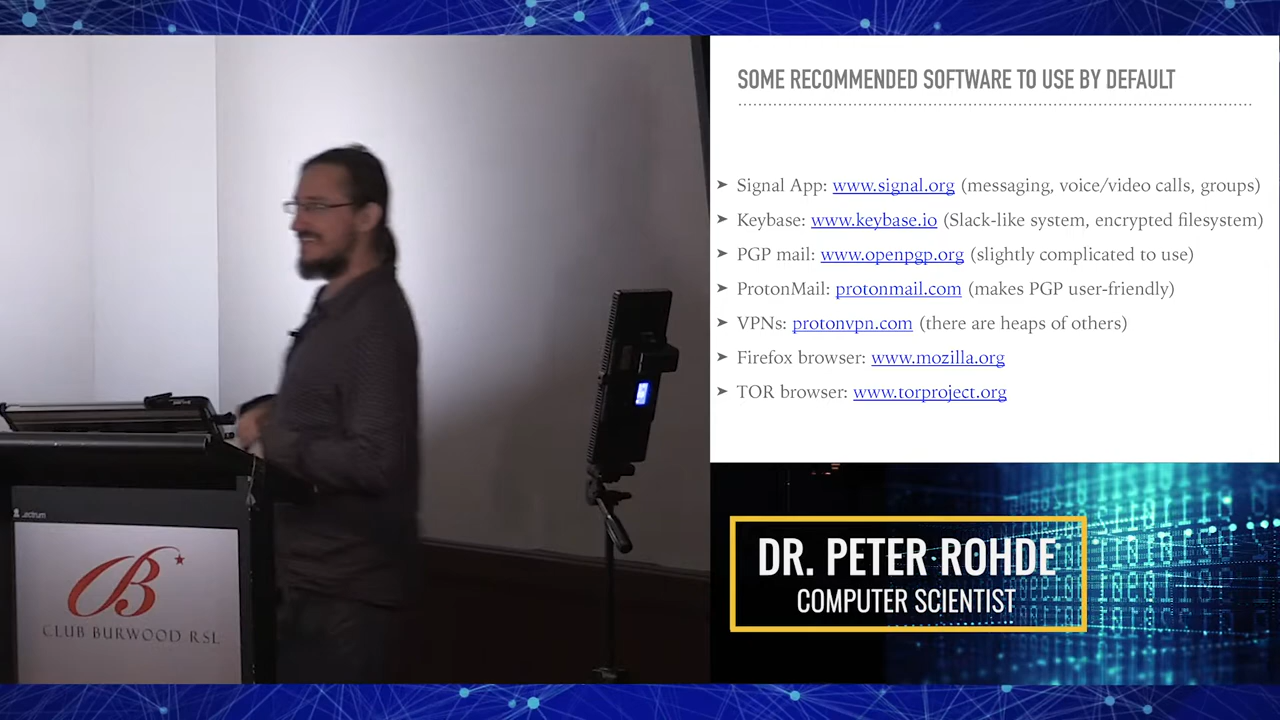 SOME RECOMMENDED SOFTWARE TO USE BY DEFAULT
➤ Signal App: www.signal.org (messaging, voice/video calls, groups)
➤ Keybase: www.keybase.io (Slack-like system, encrypted filesystem)
➤ PGP mail: www.openpgp.org (slightly complicated to use)
➤ ProtonMail: protonmail.com (makes PGP user-friendly)
➤ VPNs: protonvpn.com (there are heaps of others)
➤ Firefox browser: www.mozilla.org
➤ TOR browser: www.torproject.org
DR. PETER ROHDE
COMPUTER SCIENTIST
Lectrum
B
CLUB BURWOOD RSL